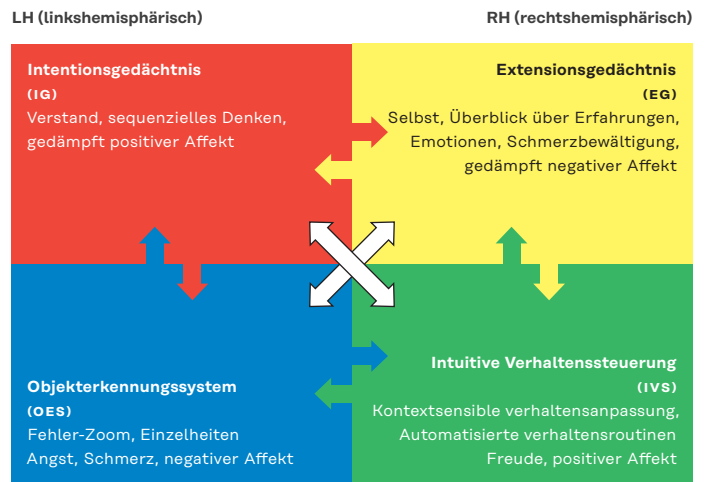 LH (linkshemisphärisch)
RH (rechtshemisphärisch)
Intentionsgedächtnis
(IG)
Verstand, sequenzielles Denken,
gedämpft positiver Affekt
Extensionsgedächtnis
(EG)
Selbst, Überblick über Erfahrungen,
Emotionen, Schmerzbewältigung,
gedämpft negativer Affekt
Objekterkennungssystem
(OES)
Fehler-Zoom, Einzelheiten
Angst, Schmerz, negativer Affekt
Intuitive Verhaltenssteuerung
(IVS)
Kontextsensible verhaltensanpassung,
Automatisierte verhaltensroutinen
Freude, positiver Affekt